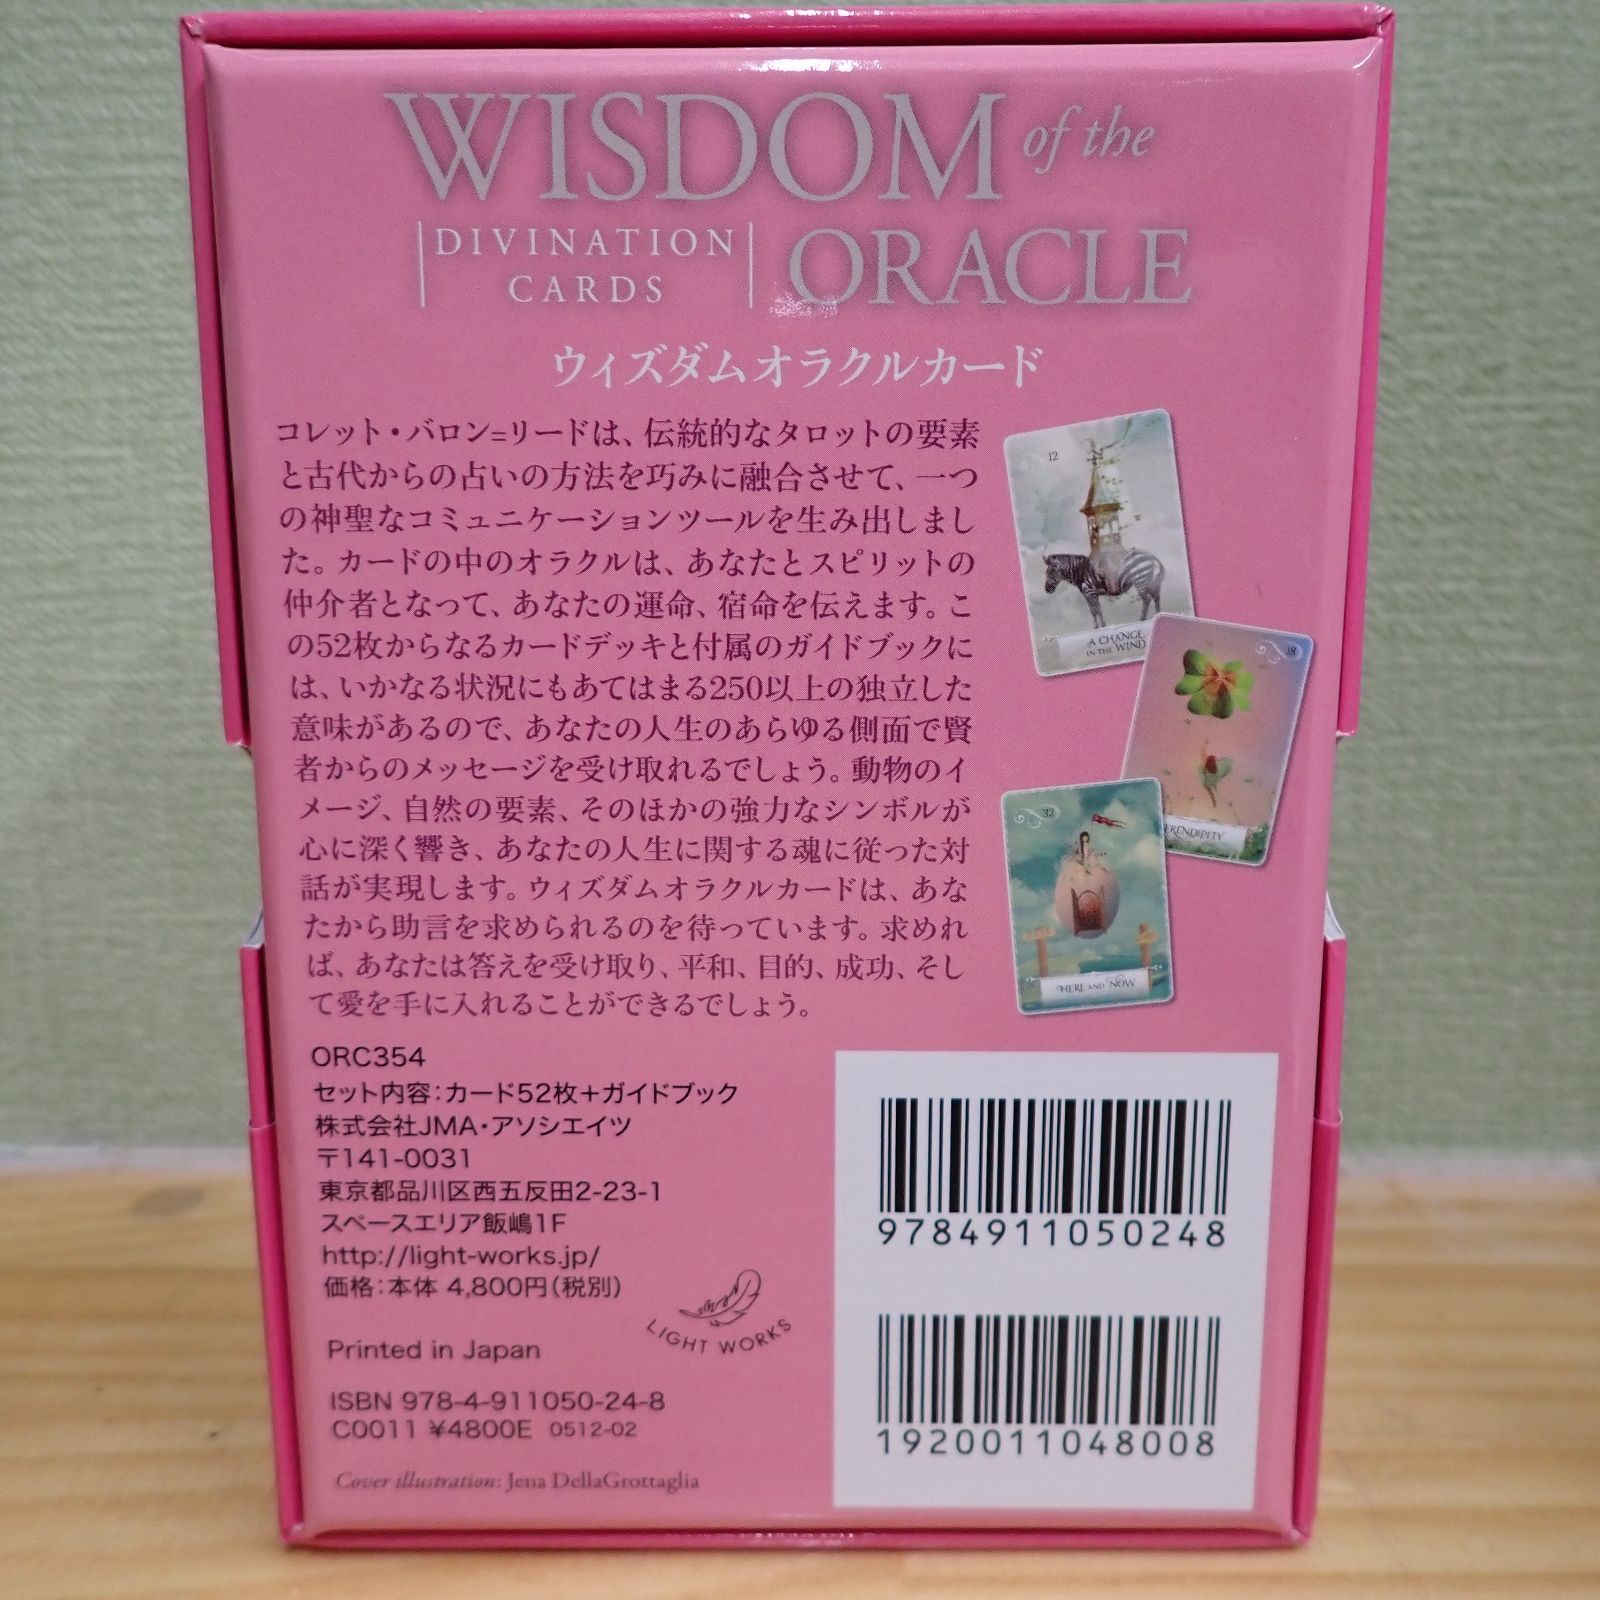 WISDOM of the
DIVINATION
CARDS
ORACLE
ウィズダムオラクルカード
コレット・バロン=リードは、伝統的なタロットの要素
と古代からの占いの方法を巧みに融合させて、一つ
の神聖なコミュニケーションツールを生み出しまし
た。カードの中のオラクルは、あなたとスピリットの
仲介者となって、あなたの運命、宿命を伝えます。こ
の52枚からなるカードデッキと付属のガイドブックに
は、いかなる状況にもあてはまる250以上の独立した
意味があるので、あなたの人生のあらゆる側面で賢
者からのメッセージを受け取れるでしょう。動物のイ
メージ、自然の要素、そのほかの強力なシンボルが
心に深く響き、あなたの人生に関する魂に従った対
話が実現します。ウィズダムオラクルカードは、あな
たから助言を求められるのを待っています。求めれ
ば、あなたは答えを受け取り、平和、目的、成功、そし
て愛を手に入れることができるでしょう。
12
A CHANGE
IN THE WIND
18
ERENDIPITY
32
HERE AND NOW
ORC354
セット内容:カード52枚+ガイドブック
株式会社JMA・アソシエイツ
〒141-0031
東京都品川区西五反田2-23-1
スペースエリア飯嶋1F
http://light-works.jp/
価格:本体 4,800円(税別)
LIGHT WORKS
Printed in Japan
ISBN 978-4-911050-24-8
C0011 ¥4800E 0512-02
Cover illustration: Jena DellaGrottaglia
9784911050248
1920011048008